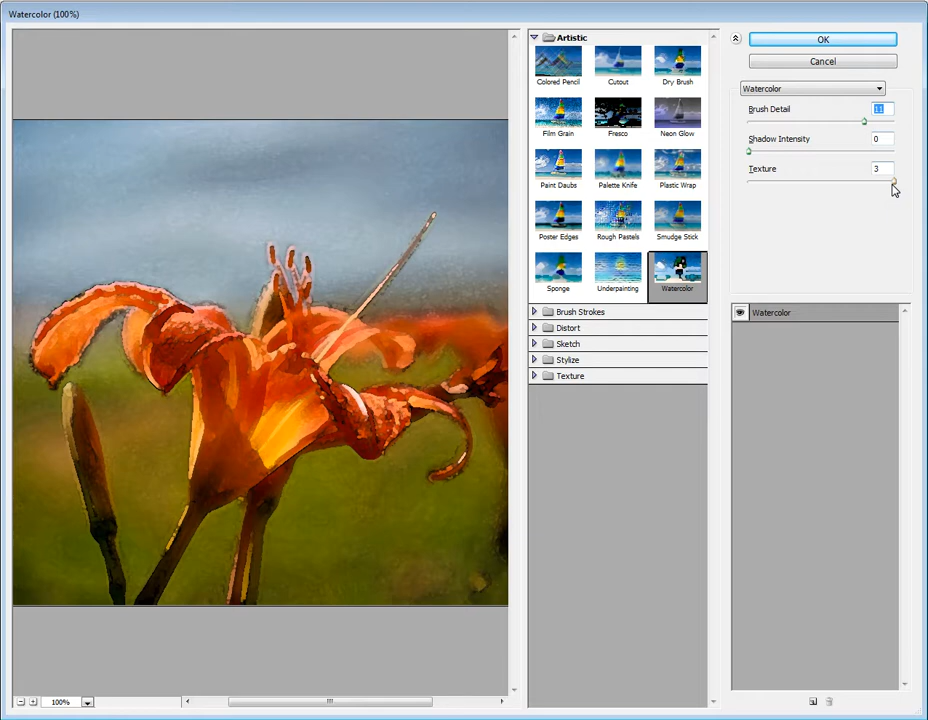 Watercolor (100%)
Artistic
Colored Pencil
Cutout
Dry Brush
Film Grain
Fresco
Neon Glow
Paint Daubs
Palette Knife
Plastic Wrap
Poster Edges
Rough Pastels
Smudge Stick
Sponge
Underpainting
Watercolor
Brush Strokes
Distort
Sketch
Stylize
Texture
OK
Cancel
Watercolor
Brush Detail 11
Shadow Intensity 0
Texture 3
Watercolor
100%